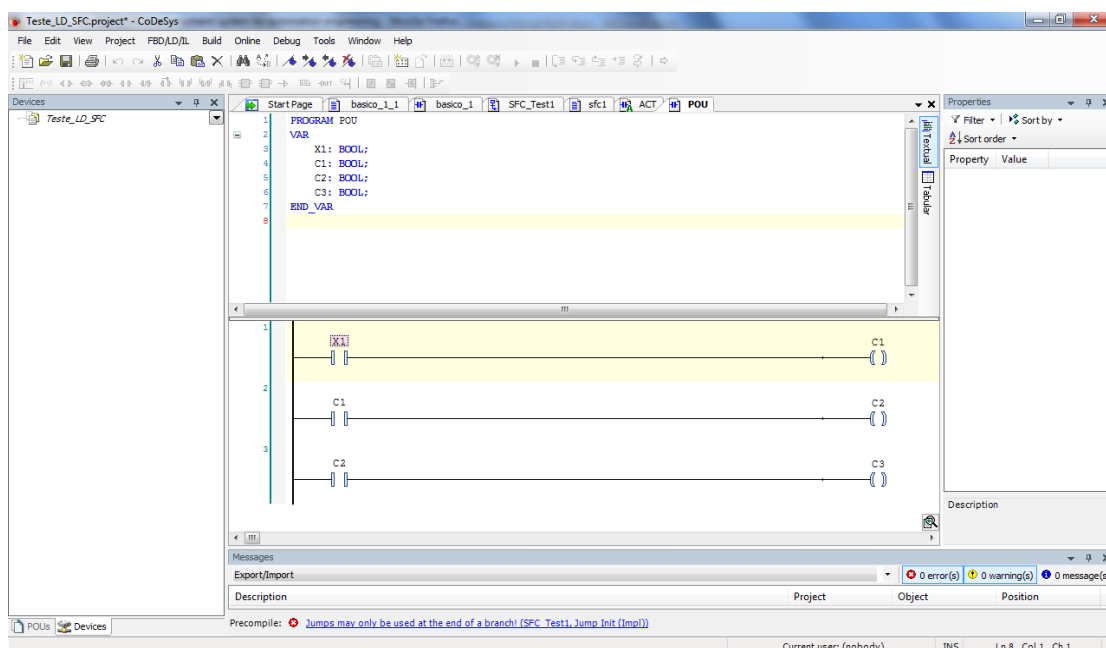 Teste_LD_SFC.project* - CoDeSys
File Edit View Project FBD/LD/IL Build Online Debug Tools Window Help
Devices
Teste_LD_SFC
Start Page basico_1_1 basico_1 SFC_Test1 sfc1 ACT POU
1 PROGRAM POU
2 VAR
3 X1: BOOL;
4 C1: BOOL;
5 C2: BOOL;
6 C3: BOOL;
7 END_VAR
8
Textual
Tabular
1
X1 C1
2
C1 C2
3
C2 C3
Properties
Filter Sort by
Sort order
Property Value
Description
Messages
Export/Import 0 error(s) 0 warning(s) 0 message(s
Description Project Object Position
Precompile: Jumps may only be used at the end of a branch! (SFC_Test1, Jump Init (Impl))
POUs Devices
Current user: (nobody) INS Ln 8 Col 1 Ch 1